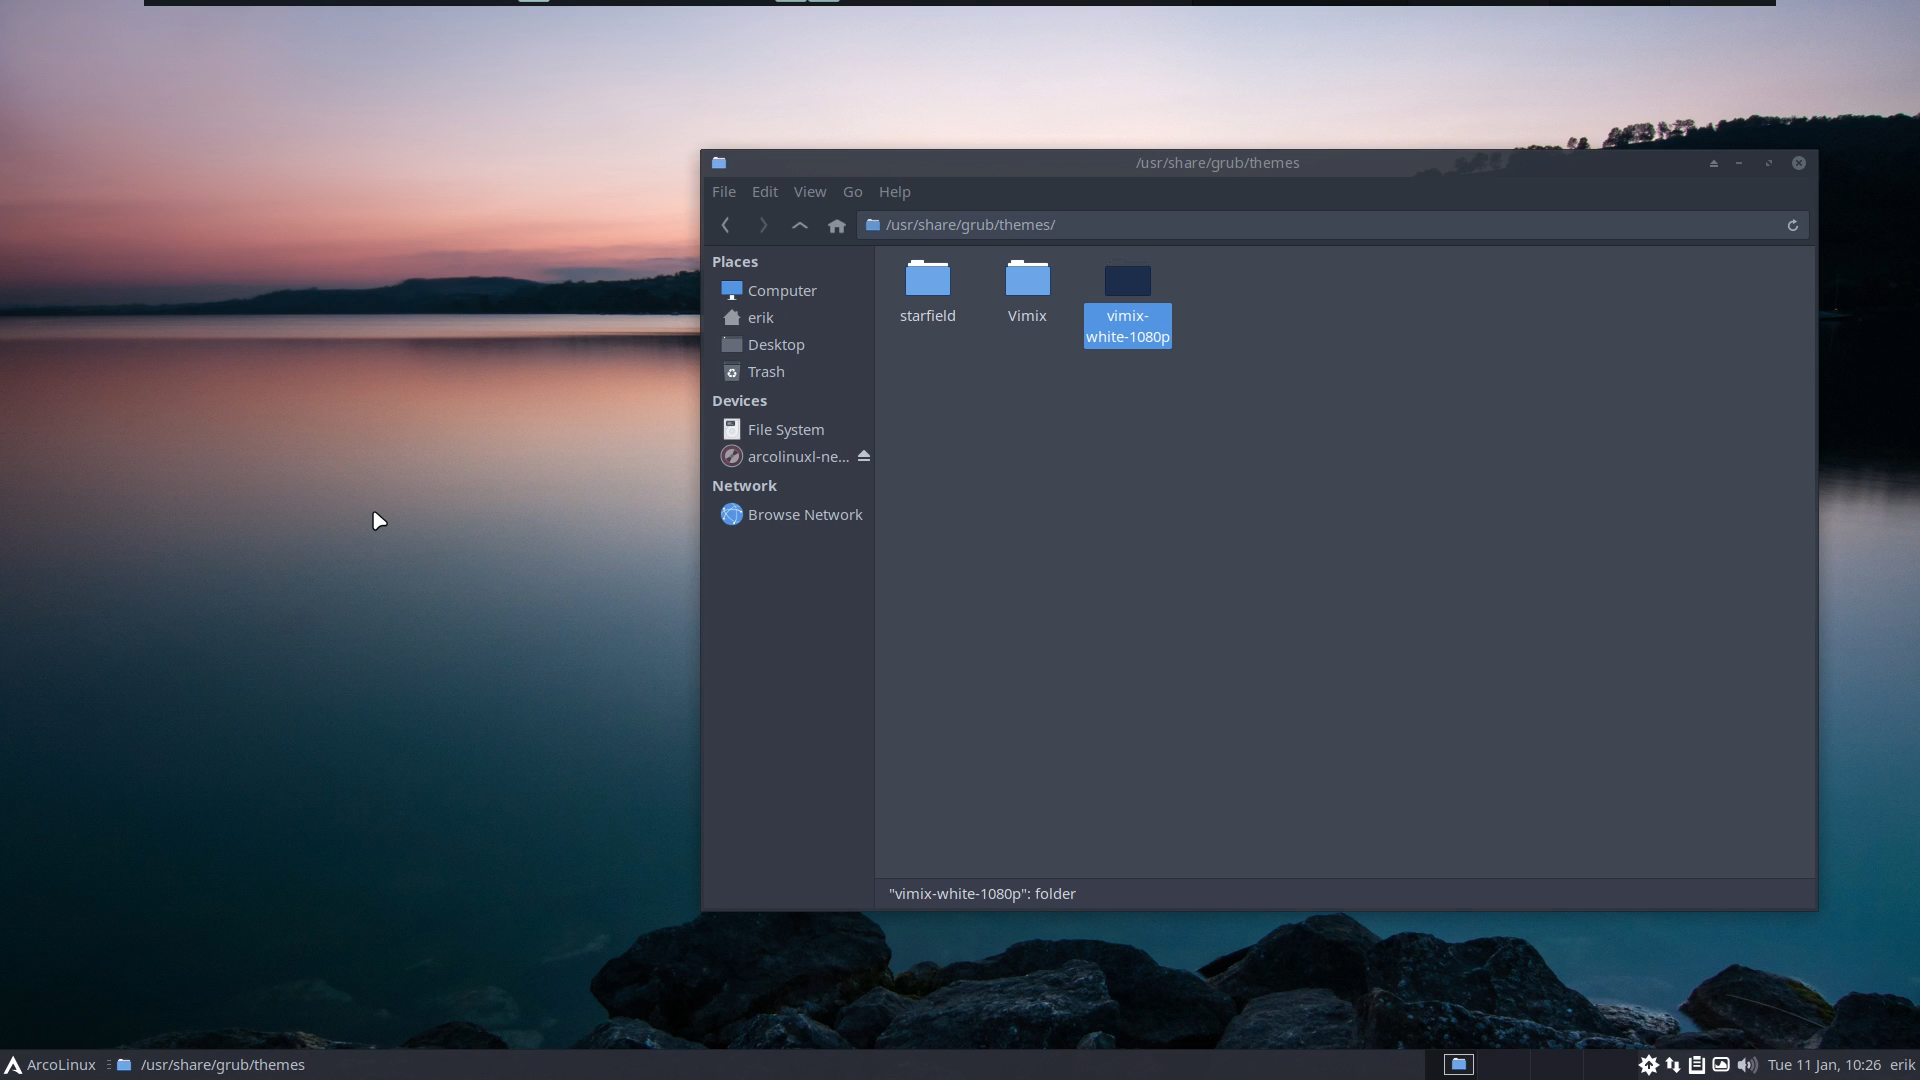 /usr/share/grub/themes
File Edit View Go Help
/usr/share/grub/themes/
Places
Computer
erik
Desktop
Trash
Devices
File System
arcolinuxl-ne...
Network
Browse Network
starfield
Vimix
vimix-
white-1080p
"vimix-white-1080p": folder
ArcoLinux
/usr/share/grub/themes
Tue 11 Jan, 10:26
erik